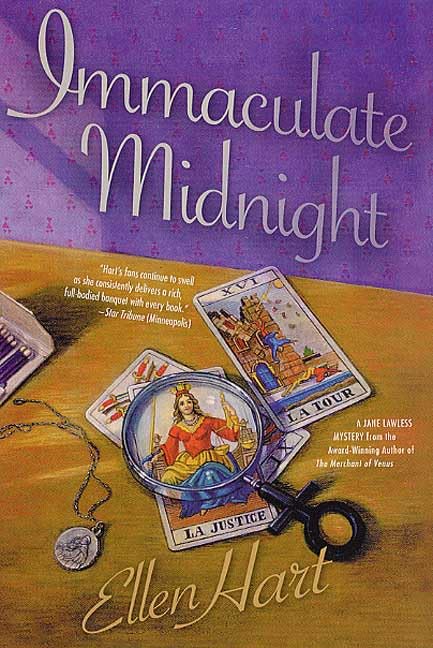 Immaculate
Midnight
"Hart's fans continue to swell
as she consistently delivers a rich,
full-bodied banquet with every book."
—Star Tribune (Minneapolis)
XVI
LA TOUR
A JANE LAWLESS
MYSTERY from the
Award-Winning Author of
The Merchant of Venus
LA JUSTICE
Ellen Hart